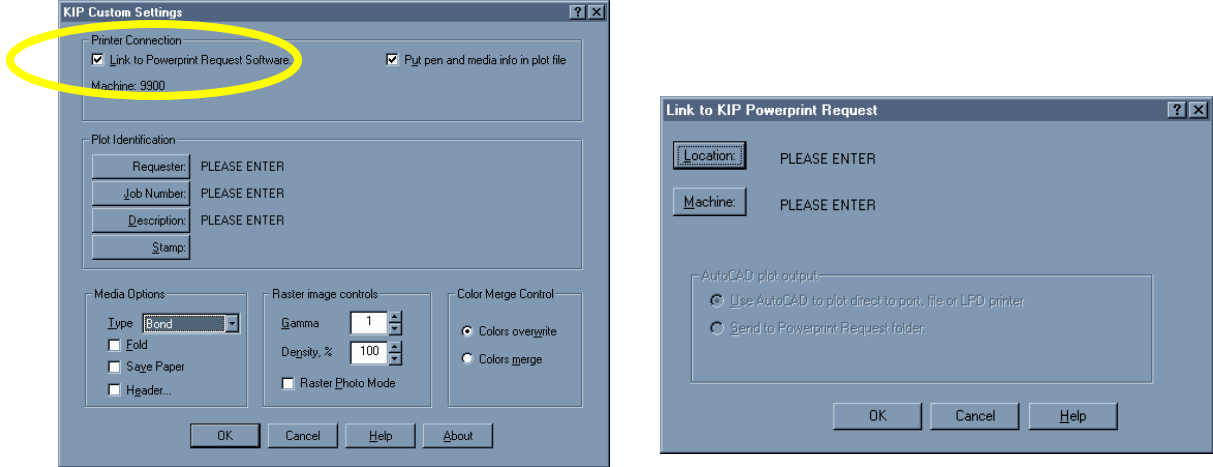 KIP Custom Settings
Printer Connection
Link to Powerprint Request Software.
Put pen and media info in plot file
Machine: 9900
Plot Identification
Requester: PLEASE ENTER
Job Number: PLEASE ENTER
Description: PLEASE ENTER
Stamp:
Media Options
Type Bond
Fold
Save Paper
Header...
Raster image controls
Gamma 1
Density, % 100
Raster Photo Mode
Color Merge Control
Colors overwrite
Colors merge
OK Cancel Help About
Link to KIP Powerprint Request
Location: PLEASE ENTER
Machine: PLEASE ENTER
AutoCAD plot output
Use AutoCAD to plot direct to port, file or LPD printer
Send to Powerprint Request folder.
OK Cancel Help